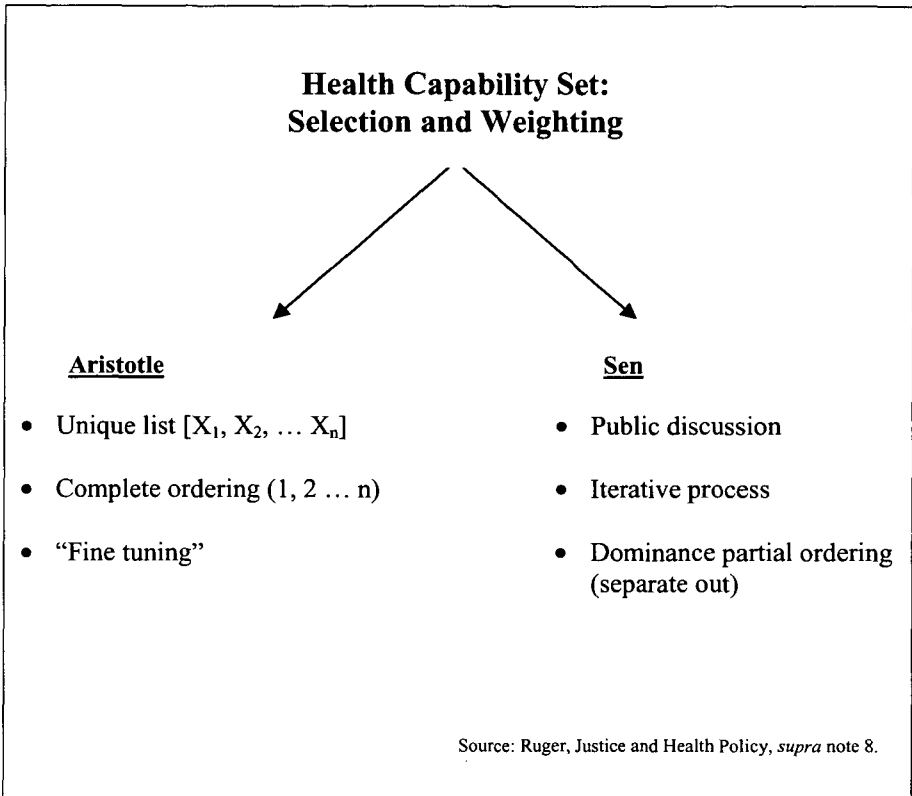 Health Capability Set:
Selection and Weighting
Aristotle
• Unique list [X₁, X₂, … Xₙ]
• Complete ordering (1, 2 … n)
• “Fine tuning”
Sen
• Public discussion
• Iterative process
• Dominance partial ordering
(separate out)
Source: Ruger, Justice and Health Policy, supra note 8.